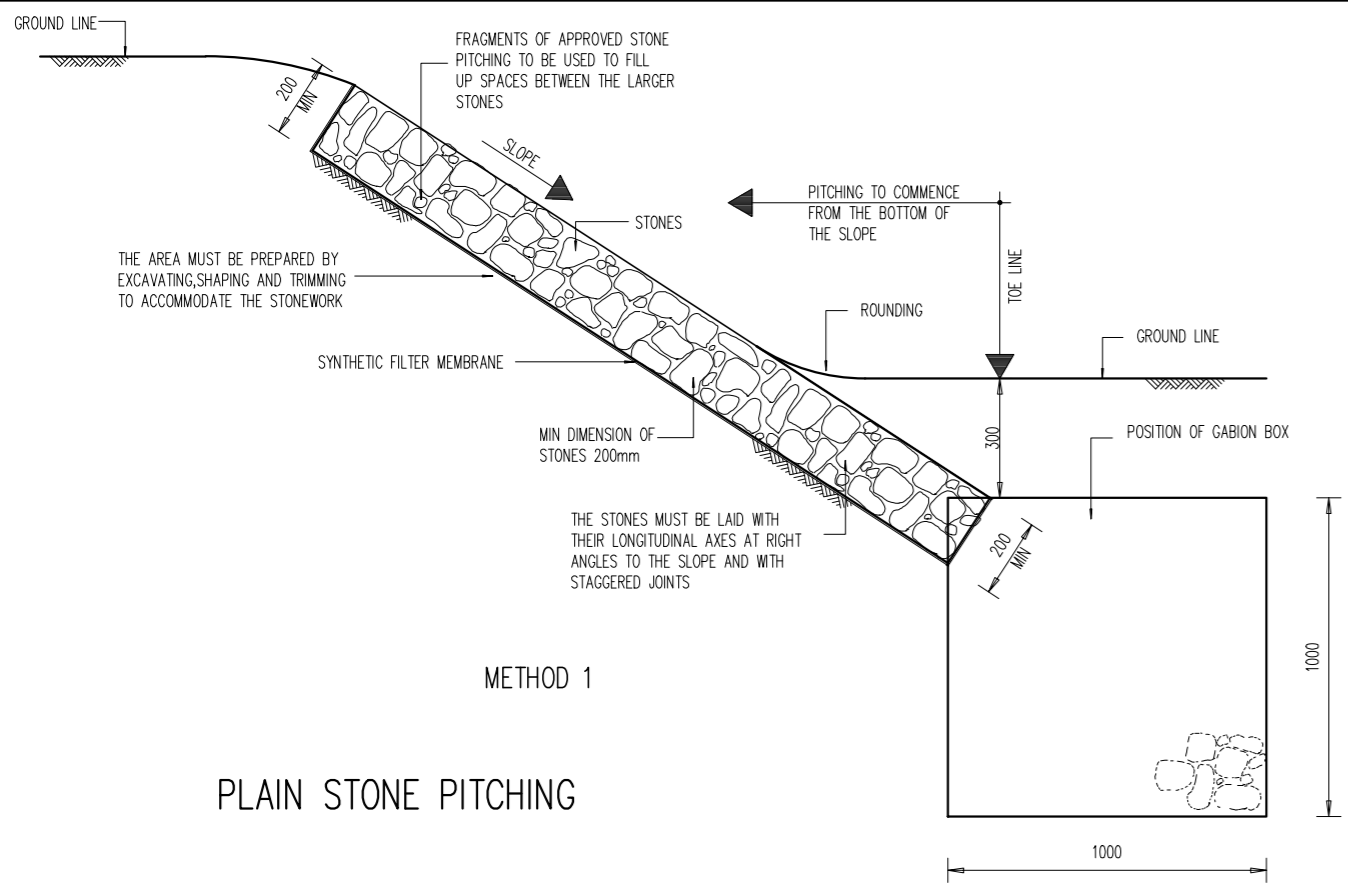 GROUND LINE
FRAGMENTS OF APPROVED STONE
PITCHING TO BE USED TO FILL
UP SPACES BETWEEN THE LARGER
STONES
200
MIN
SLOPE
PITCHING TO COMMENCE
FROM THE BOTTOM OF
THE SLOPE
STONES
THE AREA MUST BE PREPARED BY
EXCAVATING,SHAPING AND TRIMMING
TO ACCOMMODATE THE STONEWORK
TOE LINE
ROUNDING
GROUND LINE
SYNTHETIC FILTER MEMBRANE
MIN DIMENSION OF
STONES 200mm
300
POSITION OF GABION BOX
THE STONES MUST BE LAID WITH
THEIR LONGITUDINAL AXES AT RIGHT
ANGLES TO THE SLOPE AND WITH
STAGGERED JOINTS
200
MIN
1000
METHOD 1
PLAIN STONE PITCHING
1000